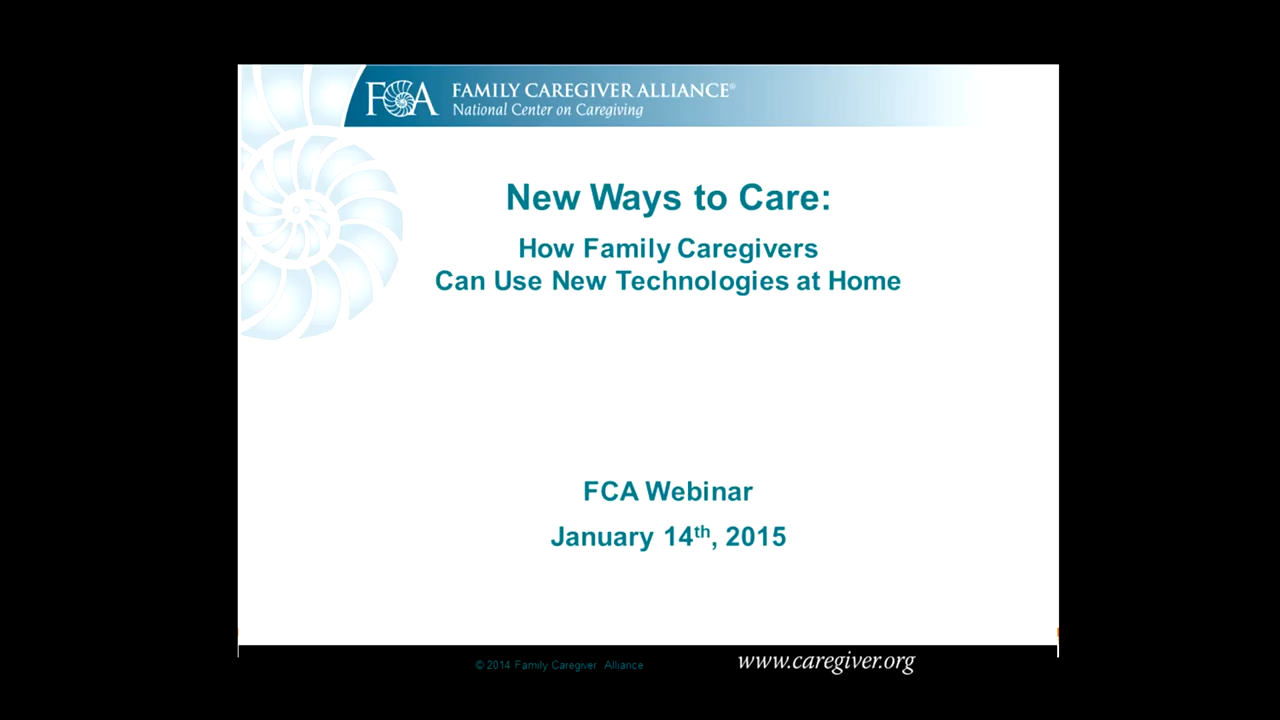 FCA FAMILY CAREGIVER ALLIANCE®
National Center on Caregiving
New Ways to Care:
How Family Caregivers
Can Use New Technologies at Home
FCA Webinar
January 14th, 2015
© 2014 Family Caregiver Alliance
www.caregiver.org